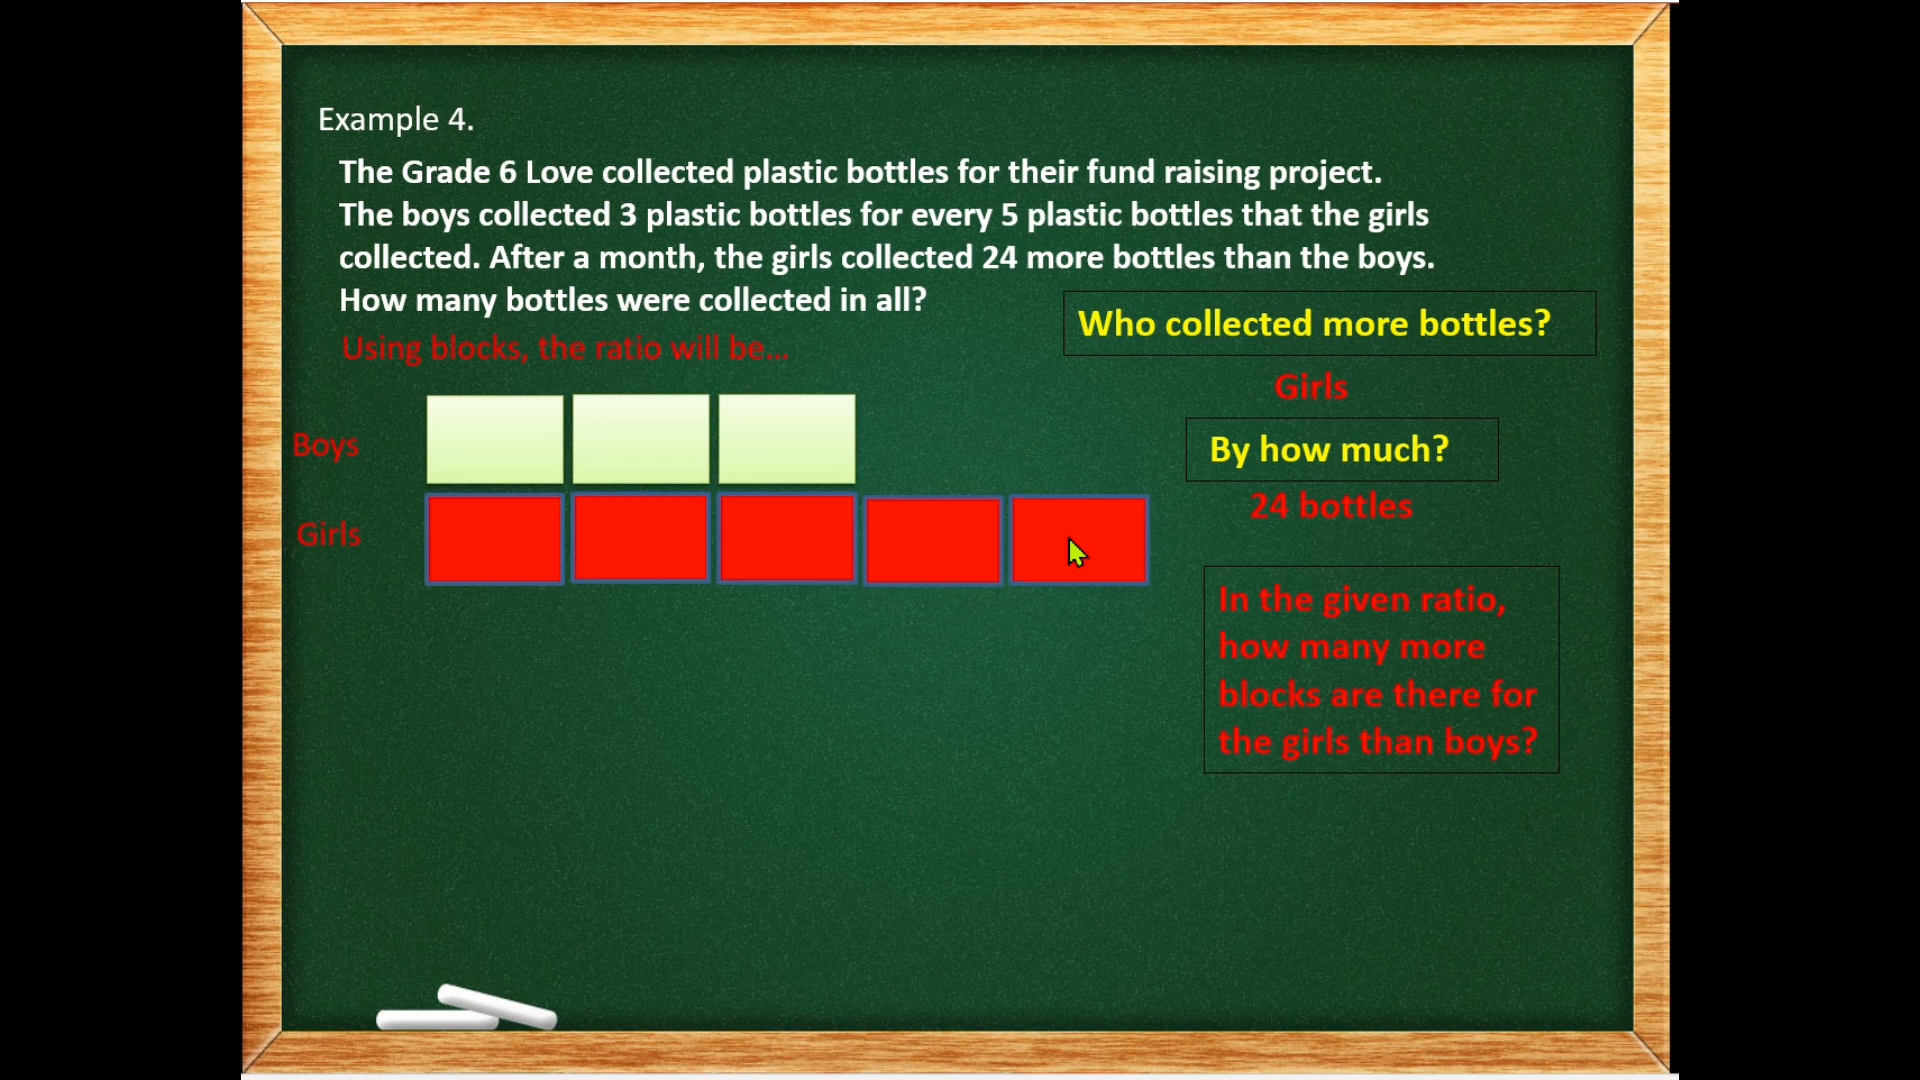 Example 4.
The Grade 6 Love collected plastic bottles for their fund raising project.
The boys collected 3 plastic bottles for every 5 plastic bottles that the girls
collected. After a month, the girls collected 24 more bottles than the boys.
How many bottles were collected in all?
Using blocks, the ratio will be...
Boys
Girls
Who collected more bottles?
Girls
By how much?
24 bottles
In the given ratio,
how many more
blocks are there for
the girls than boys?